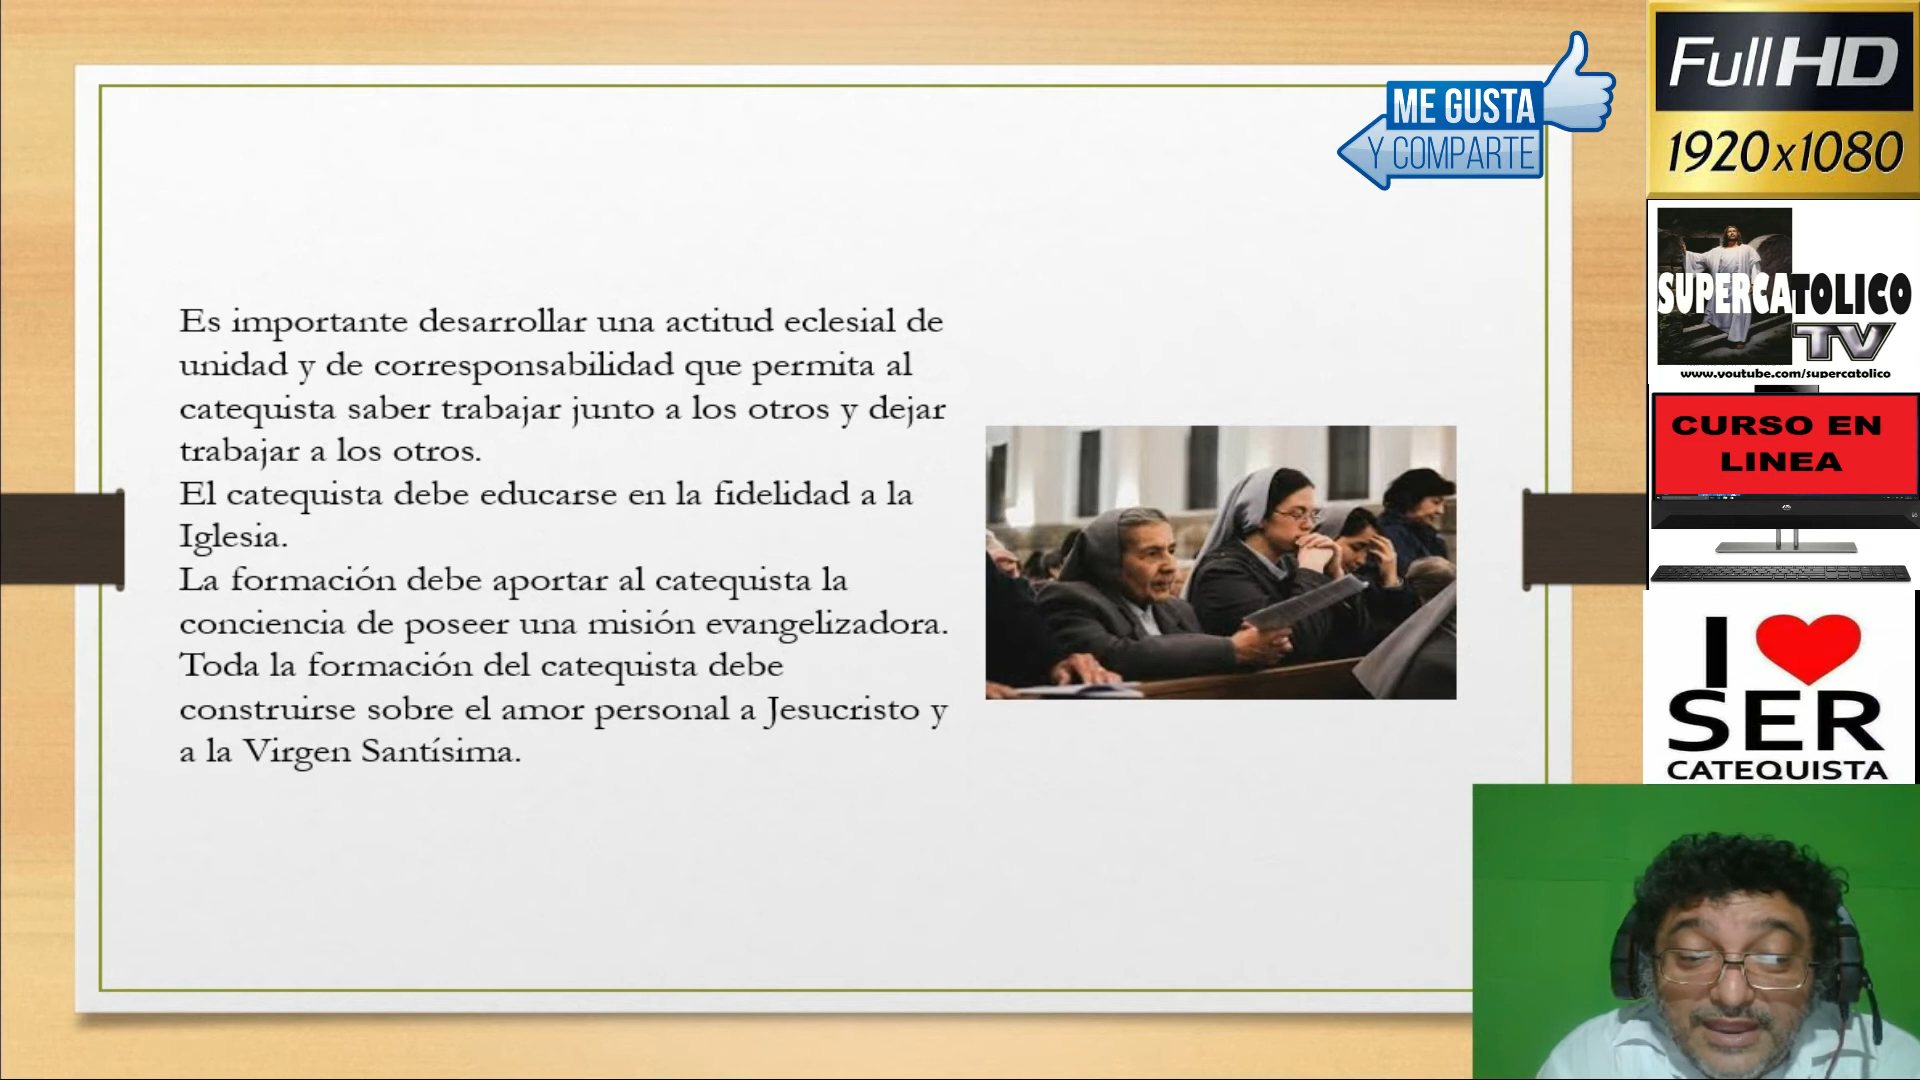 Es importante desarrollar una actitud eclesial de
unidad y de corresponsabilidad que permita al
catequista saber trabajar junto a los otros y dejar
trabajar a los otros.
El catequista debe educarse en la fidelidad a la
Iglesia.
La formación debe aportar al catequista la
conciencia de poseer una misión evangelizadora.
Toda la formación del catequista debe
construirse sobre el amor personal a Jesucristo y
a la Virgen Santísima.
ME GUSTA
Y COMPARTE
Full HD
1920x1080
SUPERCATOLICO
TV
www.youtube.com/supercatolico
CURSO EN
LINEA
I
SER
CATEQUISTA